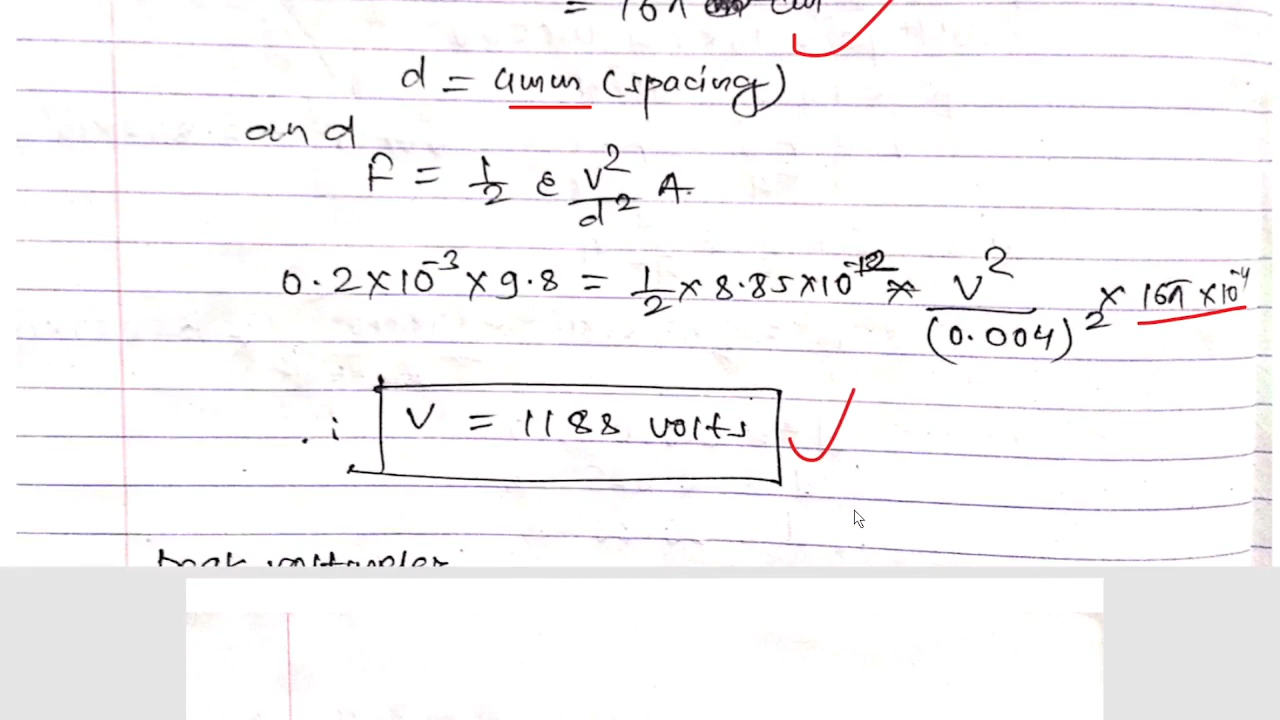 = 16π cm
d = 4mm (spacing)
and
F = 1/2 ε V²/d² A
0.2×10⁻³×9.8 = 1/2 × 8.85×10⁻¹² × V²/(0.004)² × 16π×10⁻⁴
∴ V = 1188 volts